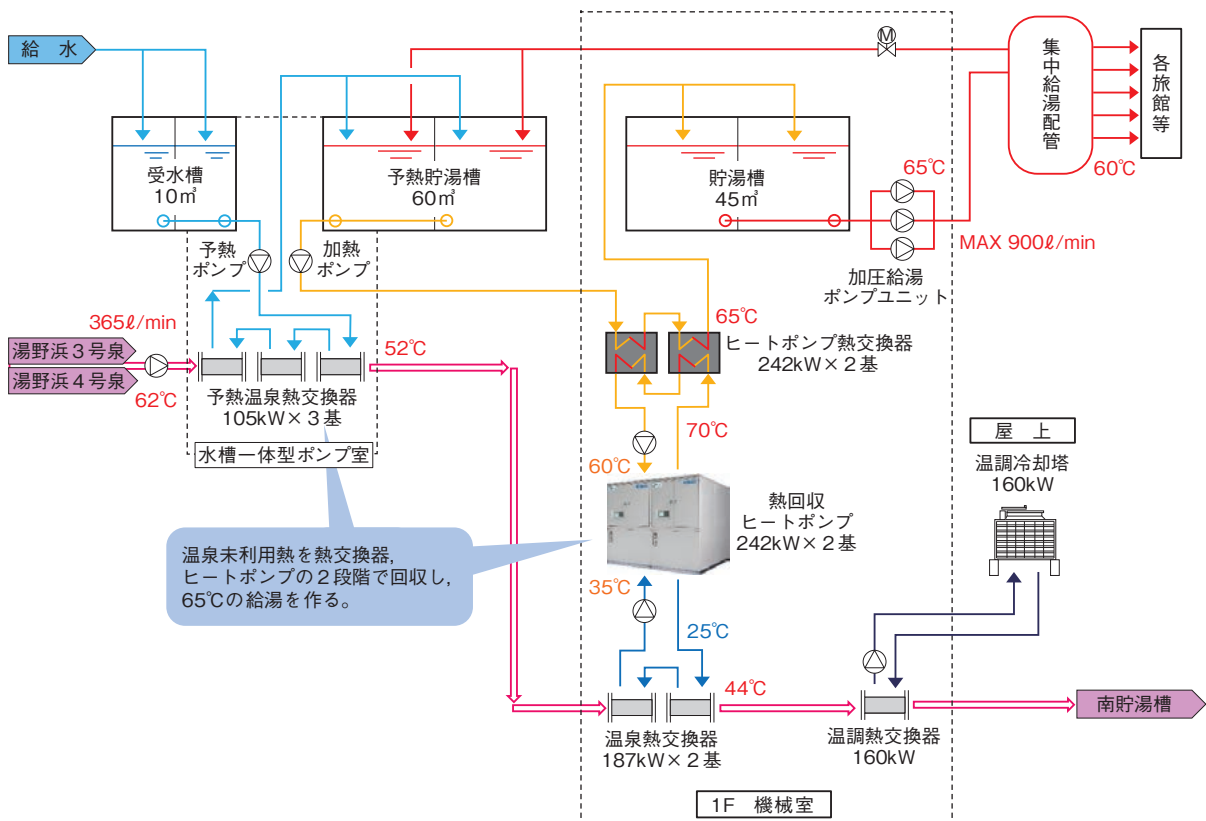 給 水
受水槽
10㎥
予熱貯湯槽
60㎥
貯湯槽
45㎥
M
集中給湯配管
各旅館等
60℃
65℃
MAX 900ℓ/min
加圧給湯
ポンプユニット
予熱
ポンプ
加熱
ポンプ
365ℓ/min
湯野浜3号泉
湯野浜4号泉
62℃
52℃
予熱温泉熱交換器
105kW×3基
水槽一体型ポンプ室
65℃
ヒートポンプ熱交換器
242kW×2基
70℃
60℃
熱回収
ヒートポンプ
242kW×2基
35℃
25℃
温泉未利用熱を熱交換器,
ヒートポンプの2段階で回収し,
65℃の給湯を作る。
屋 上
温調冷却塔
160kW
44℃
温泉熱交換器
187kW×2基
温調熱交換器
160kW
南貯湯槽
1F 機械室